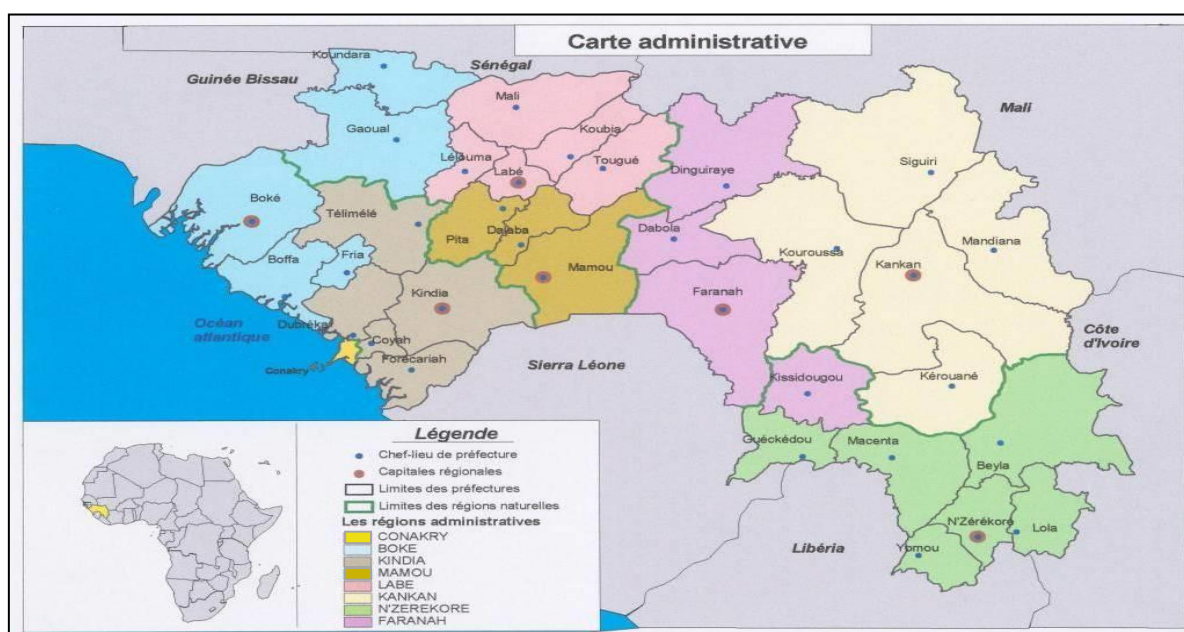 Carte administrative
Koundara
Guinée Bissau
Sénégal
Mali
Mali
Gaoual
Koubia
Lélouma
Labé
Tougué
Dinguiraye
Siguiri
Boké
Télimélé
Pita
Dalaba
Dabola
Mandiana
Boffa
Fria
Mamou
Kouroussa
Kankan
Kindia
Faranah
Océan
atlantique
Dubréka
Coyah
Forécariah
Conakry
Sierra Léone
Côte
d'Ivoire
Kissidougou
Kérouané
Guéckédou
Macenta
Beyla
N'Zérékoré
Lola
Yomou
Libéria
Légende
Chef-lieu de préfecture
Capitales régionales
Limites des préfectures
Limites des régions naturelles
Les régions administratives
CONAKRY
BOKE
KINDIA
MAMOU
LABE
KANKAN
N'ZEREKORE
FARANAH